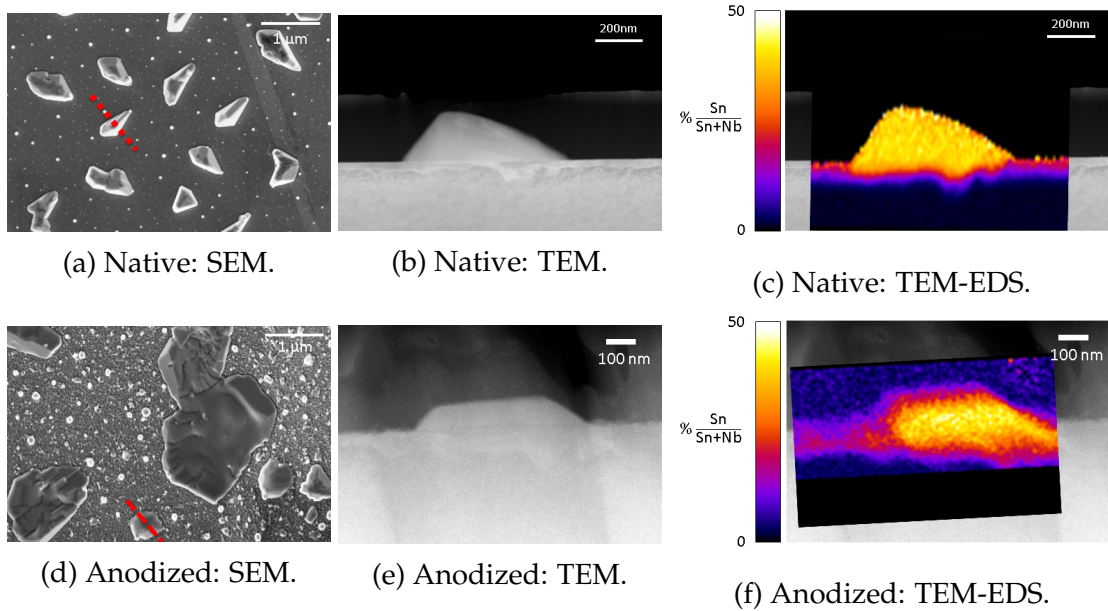 1 μm
200nm
50
% Sn
Sn+Nb
0
200nm
(a) Native: SEM.
(b) Native: TEM.
(c) Native: TEM-EDS.
1 μm
100 nm
50
% Sn
Sn+Nb
0
100 nm
(d) Anodized: SEM.
(e) Anodized: TEM.
(f) Anodized: TEM-EDS.